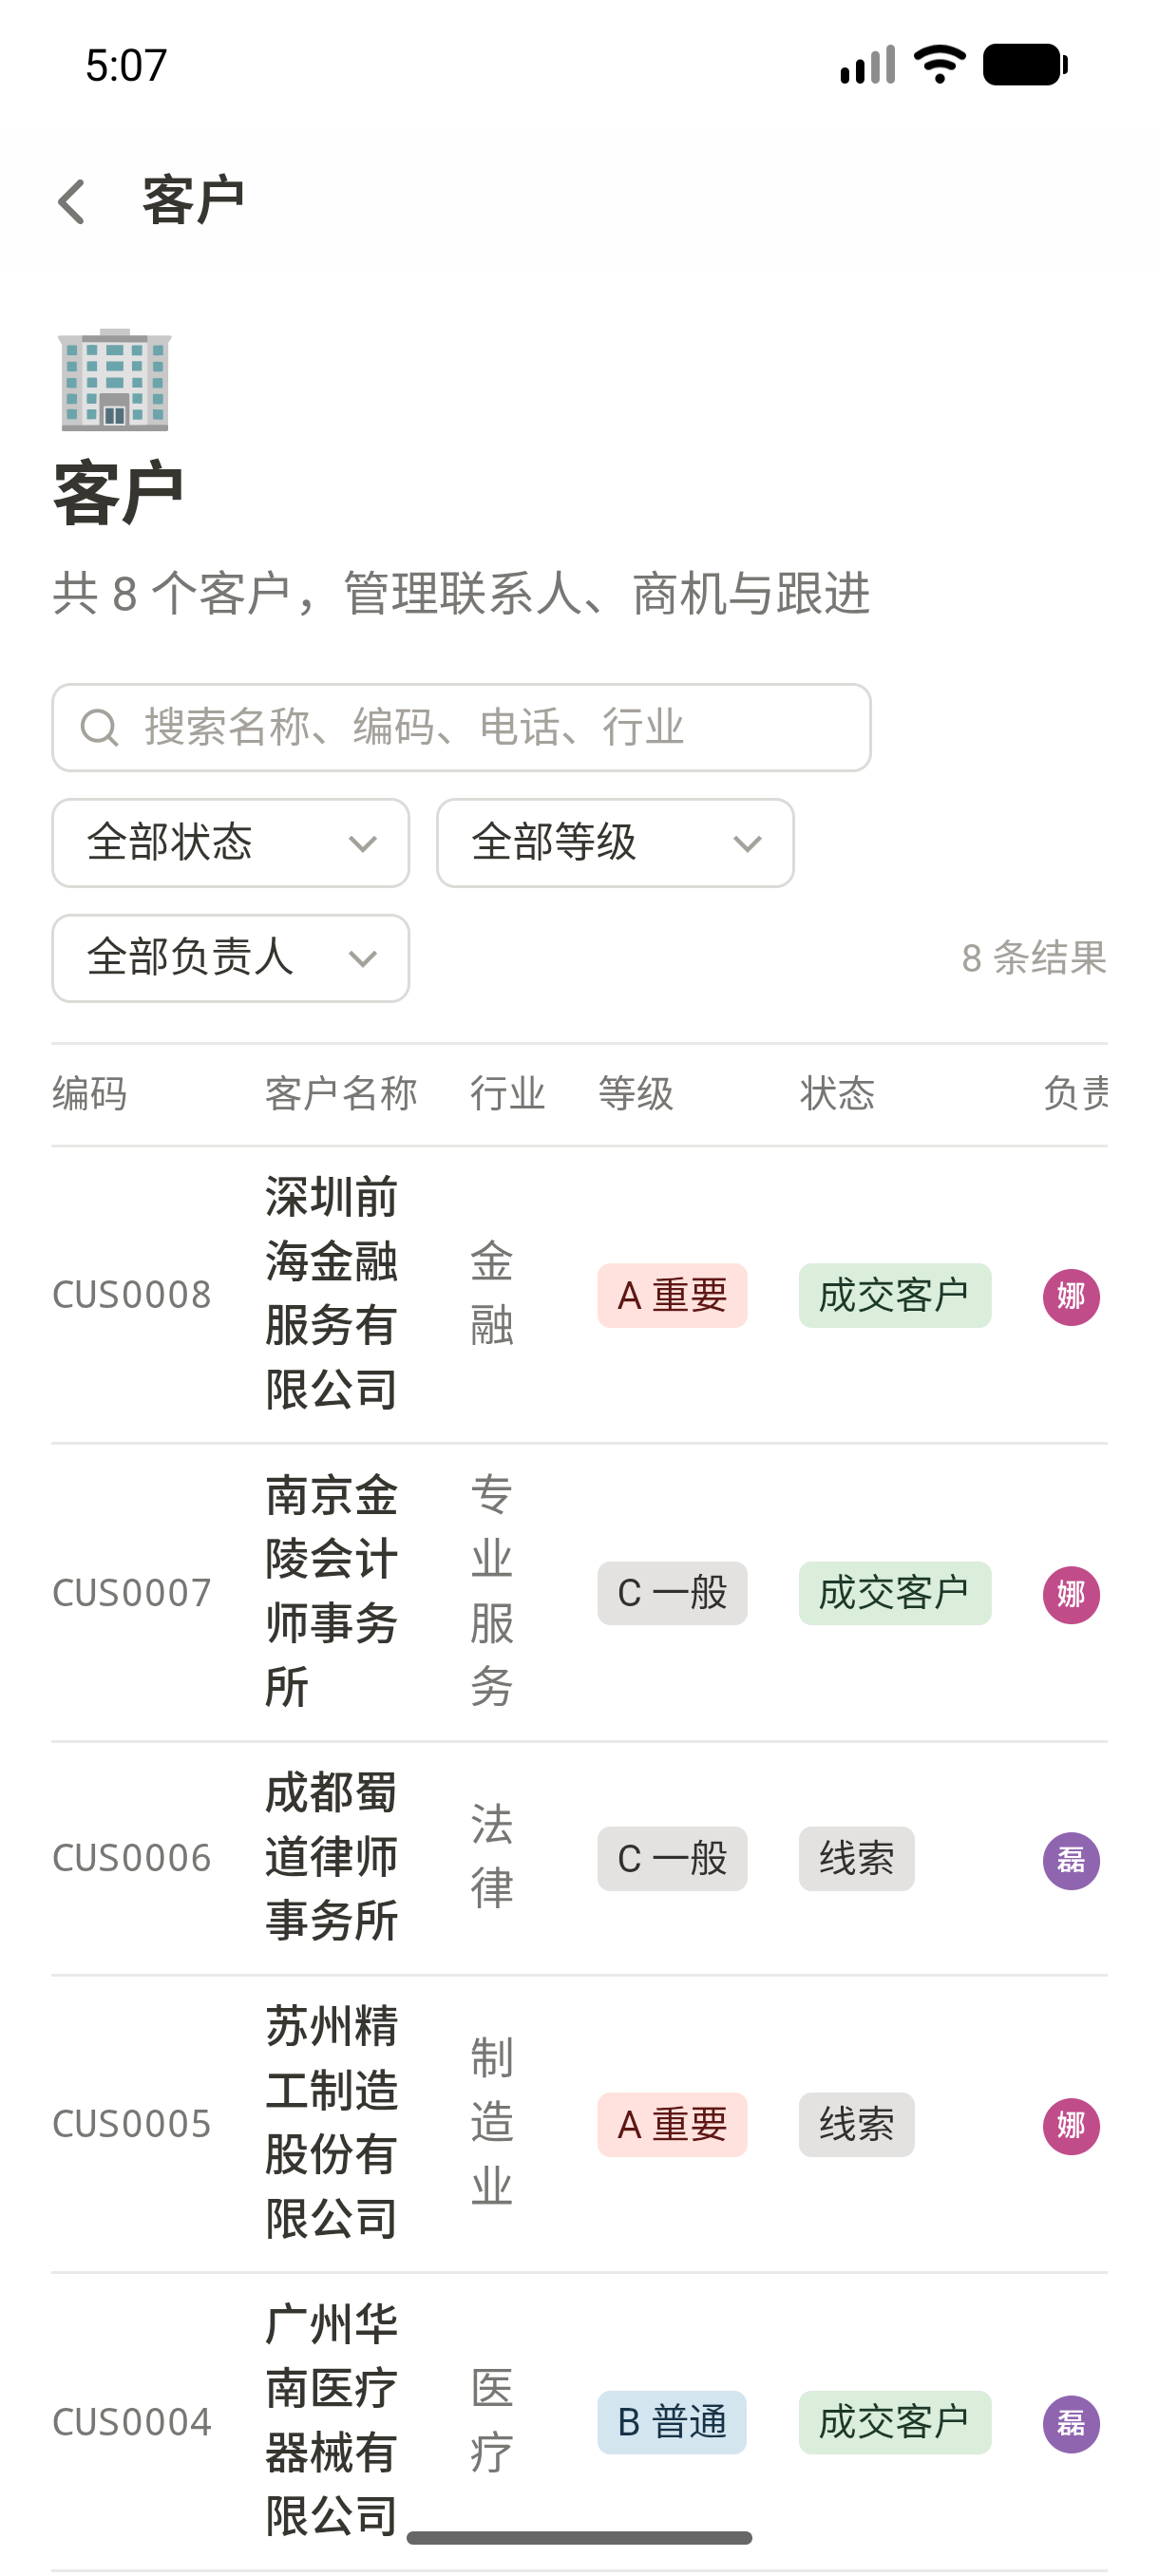 5:07
客户
客户
共 8 个客户，管理联系人、商机与跟进
搜索名称、编码、电话、行业
全部状态
全部等级
全部负责人
8 条结果
编码 客户名称 行业 等级 状态 负责
CUS0008
深圳前
海金融
服务有
限公司
金
融
A 重要
成交客户
娜
CUS0007
南京金
陵会计
师事务
所
专
业
服
务
C 一般
成交客户
娜
CUS0006
成都蜀
道律师
事务所
法
律
C 一般
线索
磊
CUS0005
苏州精
工制造
股份有
限公司
制
造
业
A 重要
线索
娜
CUS0004
广州华
南医疗
器械有
限公司
医
疗
B 普通
成交客户
磊